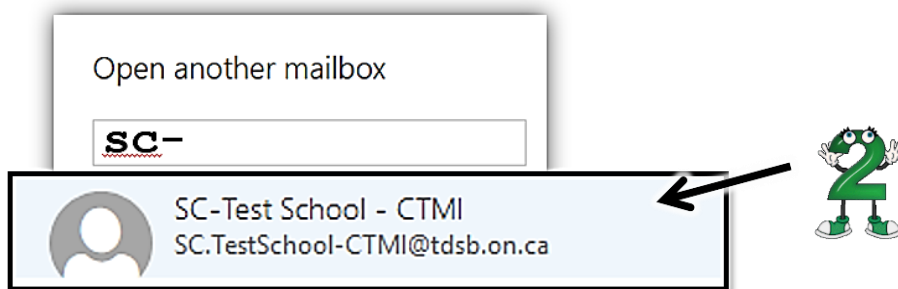 Open another mailbox
sc-
SC-Test School - CTMI
SC.TestSchool-CTMI@tdsb.on.ca
2